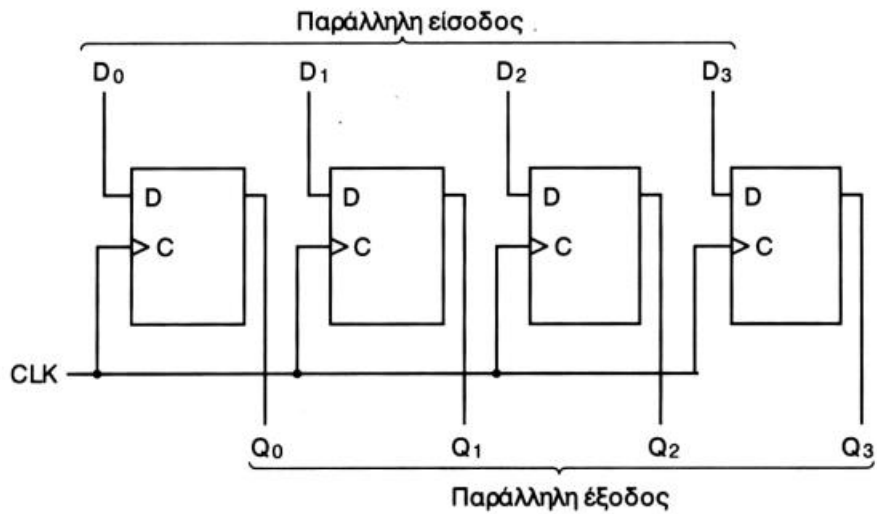 Παράλληλη είσοδος
D0 D1 D2 D3
D D D D
C C C C
CLK
Q0 Q1 Q2 Q3
Παράλληλη έξοδος